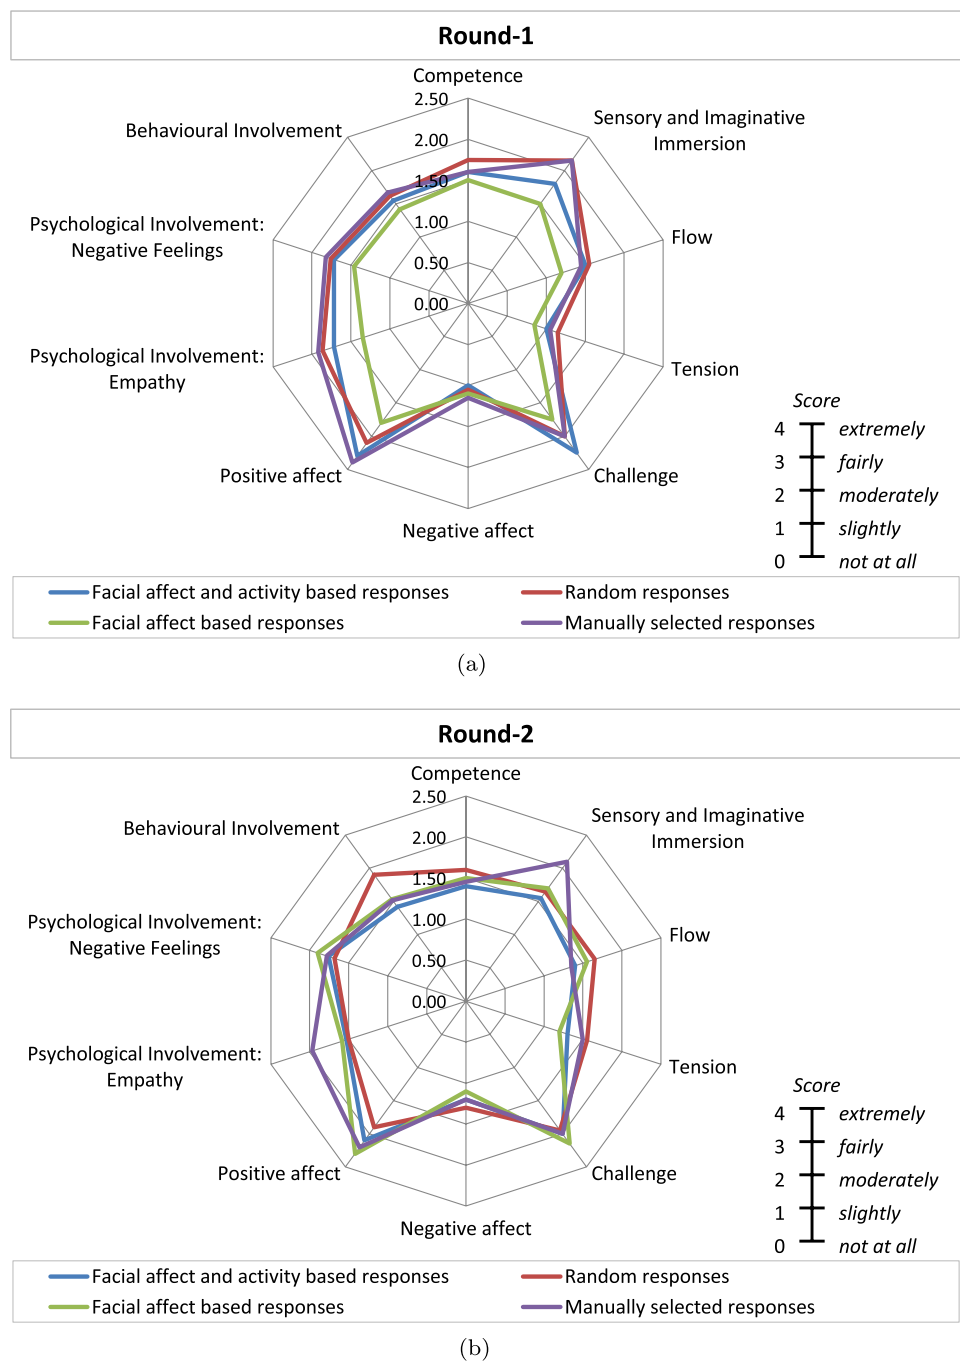 Round-1
Competence
2.50
Sensory and Imaginative
Immersion
Behavioural Involvement
2.00
1.50
Psychological Involvement:
Negative Feelings
Flow
1.00
0.50
0.00
Psychological Involvement:
Empathy
Tension
Positive affect
Challenge
Negative affect
Score
4 extremely
3 fairly
2 moderately
1 slightly
0 not at all
Facial affect and activity based responses
Random responses
Facial affect based responses
Manually selected responses
(a)
Round-2
Competence
2.50
Sensory and Imaginative
Immersion
Behavioural Involvement
2.00
1.50
Psychological Involvement:
Negative Feelings
Flow
1.00
0.50
0.00
Psychological Involvement:
Empathy
Tension
Positive affect
Challenge
Negative affect
Score
4 extremely
3 fairly
2 moderately
1 slightly
0 not at all
Facial affect and activity based responses
Random responses
Facial affect based responses
Manually selected responses
(b)